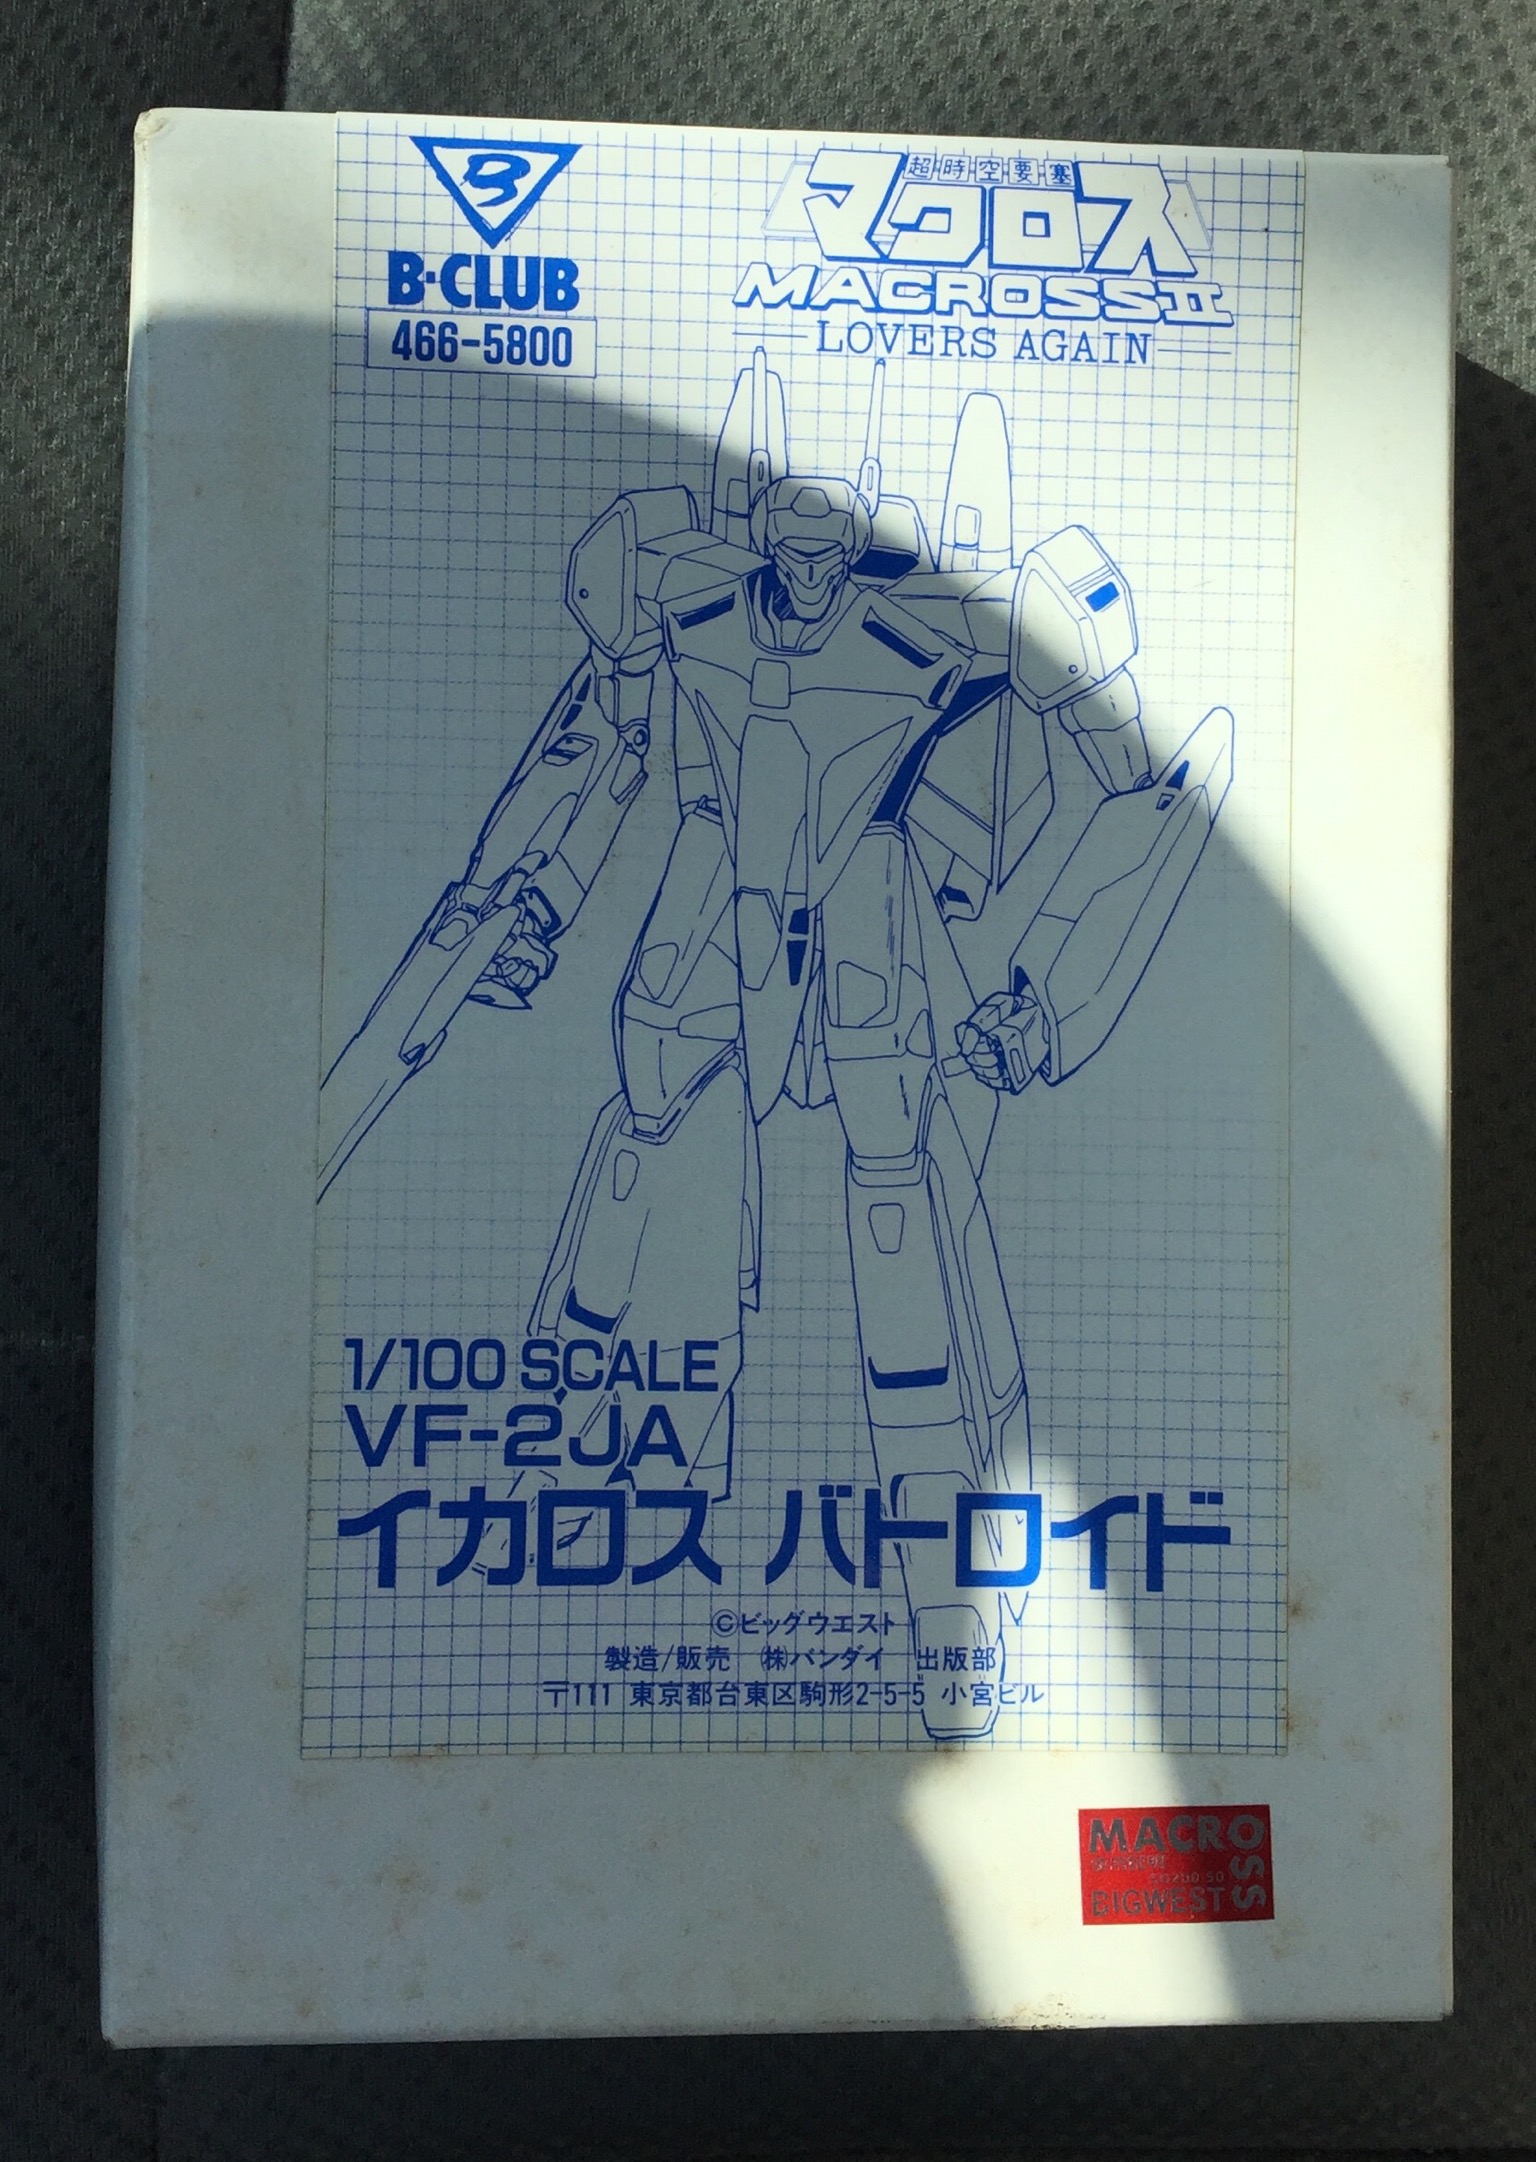 B
B·CLUB
466-5800
超時空要塞
マクロス
MACROSSII
LOVERS AGAIN
1/100 SCALE
VF-2JA
イカロス バトロイド
©ビッグウエスト
製造/販売 ㈱バンダイ 出版部
〒111 東京都台東区駒形2-5-5 小宮ビル
MACROSS
BIGWEST